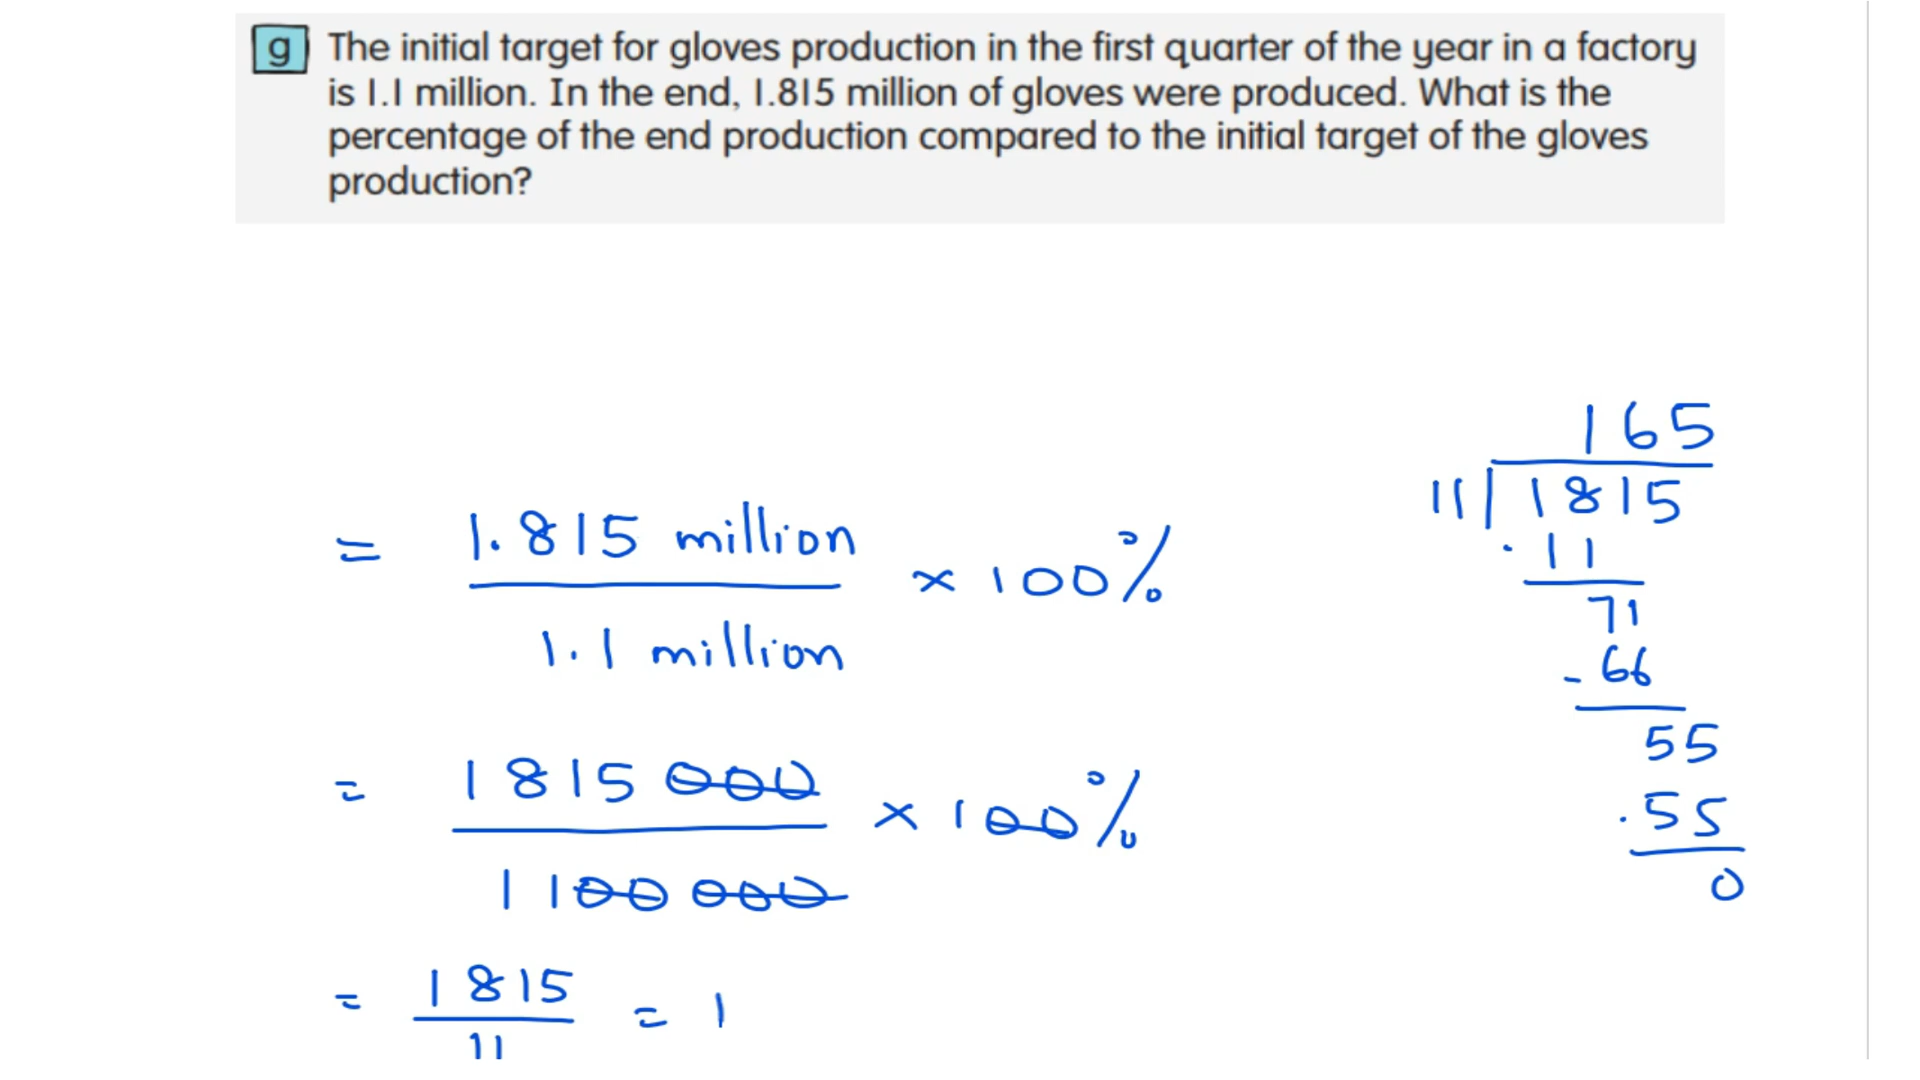 g The initial target for gloves production in the first quarter of the year in a factory
is 1.1 million. In the end, 1.815 million of gloves were produced. What is the
percentage of the end production compared to the initial target of the gloves
production?
= 1.815 million
1.1 million
× 100%
= 1815 000
1100 000
× 100%
= 1815
11
= 1
165
11 1815
- 11
71
- 66
55
- 55
0